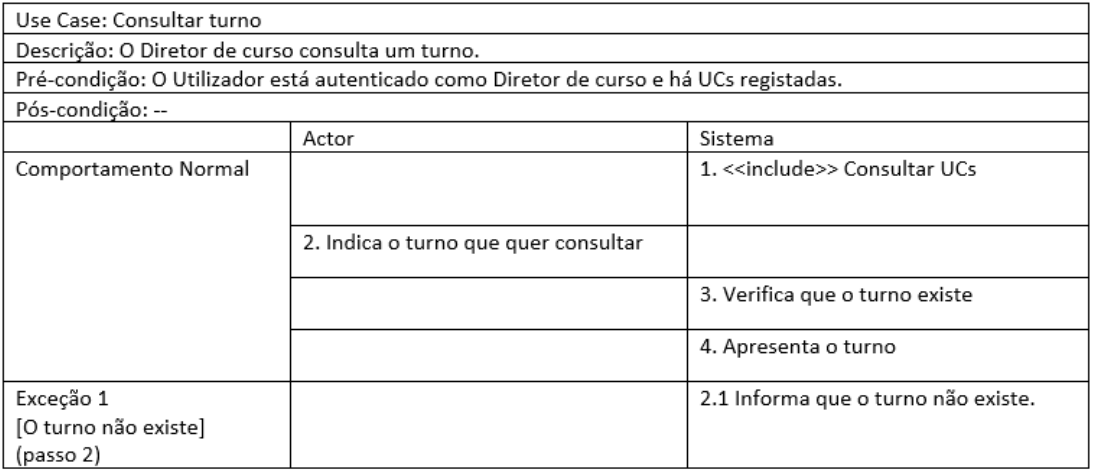 Use Case: Consultar turno
Descrição: O Diretor de curso consulta um turno.
Pré-condição: O Utilizador está autenticado como Diretor de curso e há UCs registadas.
Pós-condição: --
Actor
Sistema
Comportamento Normal
1. <<include>> Consultar UCs
2. Indica o turno que quer consultar
3. Verifica que o turno existe
4. Apresenta o turno
Exceção 1
[O turno não existe]
(passo 2)
2.1 Informa que o turno não existe.